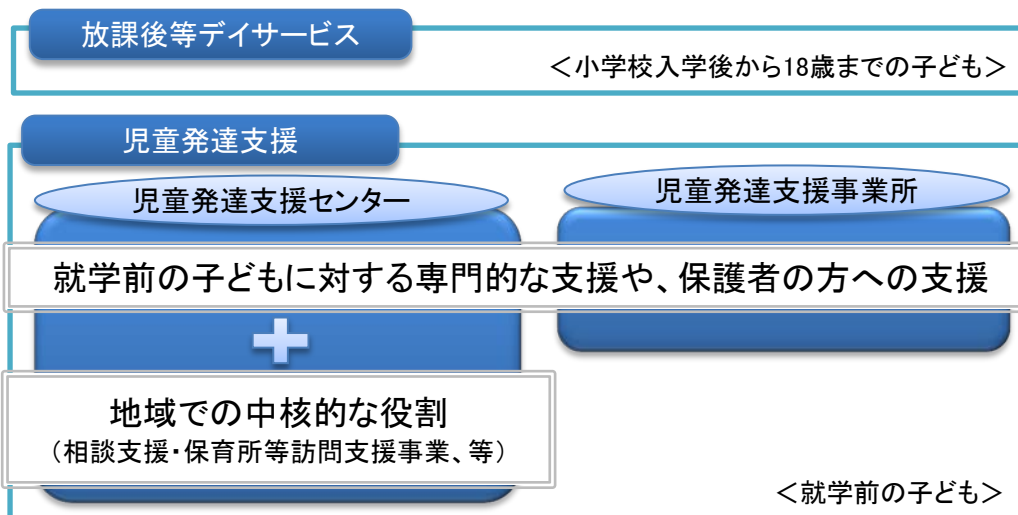 放課後等デイサービス
＜小学校入学後から18歳までの子ども＞
児童発達支援
児童発達支援センター
児童発達支援事業所
就学前の子どもに対する専門的な支援や、保護者の方への支援
地域での中核的な役割
（相談支援・保育所等訪問支援事業、等）
＜就学前の子ども＞